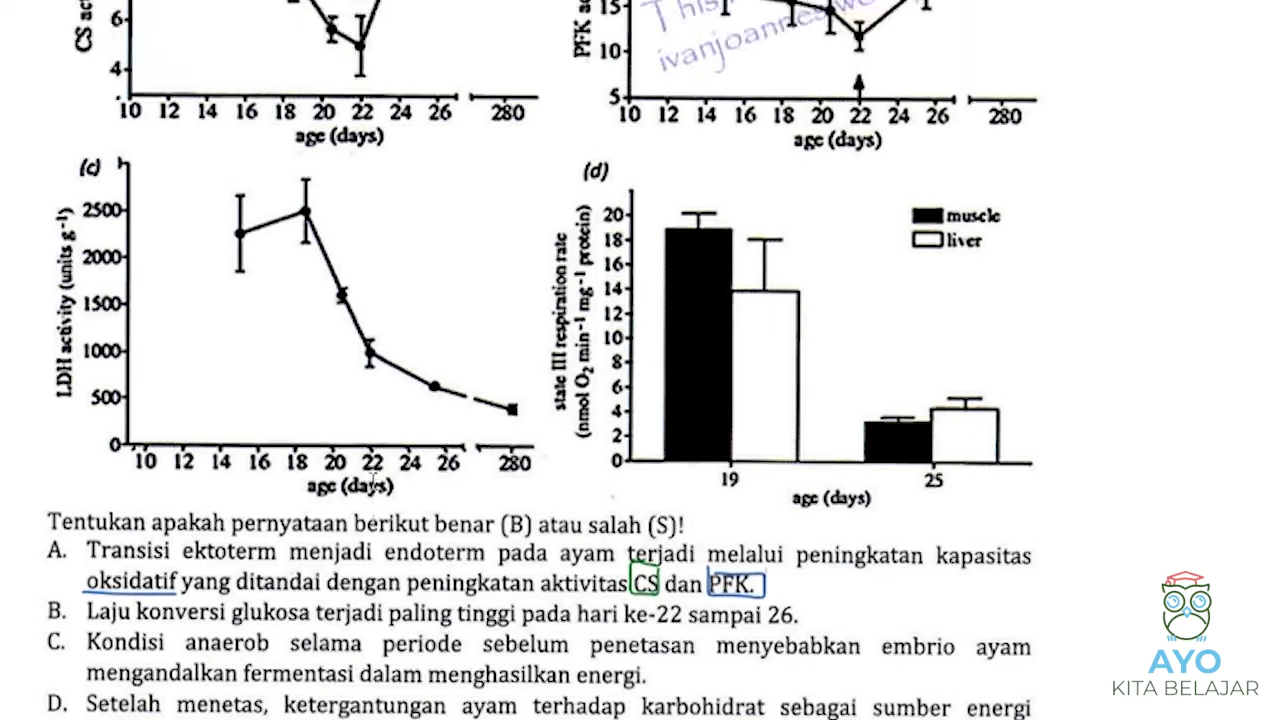 CS
6
4
10 12 14 16 18 20 22 24 26 280
age (days)
PFK
This
ivanjoannes
15
10
5
10 12 14 16 18 20 22 24 26 280
age (days)
(c)
LDH activity (units g⁻¹)
2500
2000
1500
1000
500
0
10 12 14 16 18 20 22 24 26 280
age (days)
(d)
state III respiration rate
(nmol O₂ min⁻¹ mg⁻¹ protein)
20
18
16
14
12
10
8
6
4
2
0
muscle
liver
19 25
age (days)
Tentukan apakah pernyataan berikut benar (B) atau salah (S)!
A. Transisi ektoterm menjadi endoterm pada ayam terjadi melalui peningkatan kapasitas
oksidatif yang ditandai dengan peningkatan aktivitas CS dan PFK.
B. Laju konversi glukosa terjadi paling tinggi pada hari ke-22 sampai 26.
C. Kondisi anaerob selama periode sebelum penetasan menyebabkan embrio ayam
mengandalkan fermentasi dalam menghasilkan energi.
D. Setelah menetas, ketergantungan ayam terhadap karbohidrat sebagai sumber energi
AYO
KITA BELAJAR